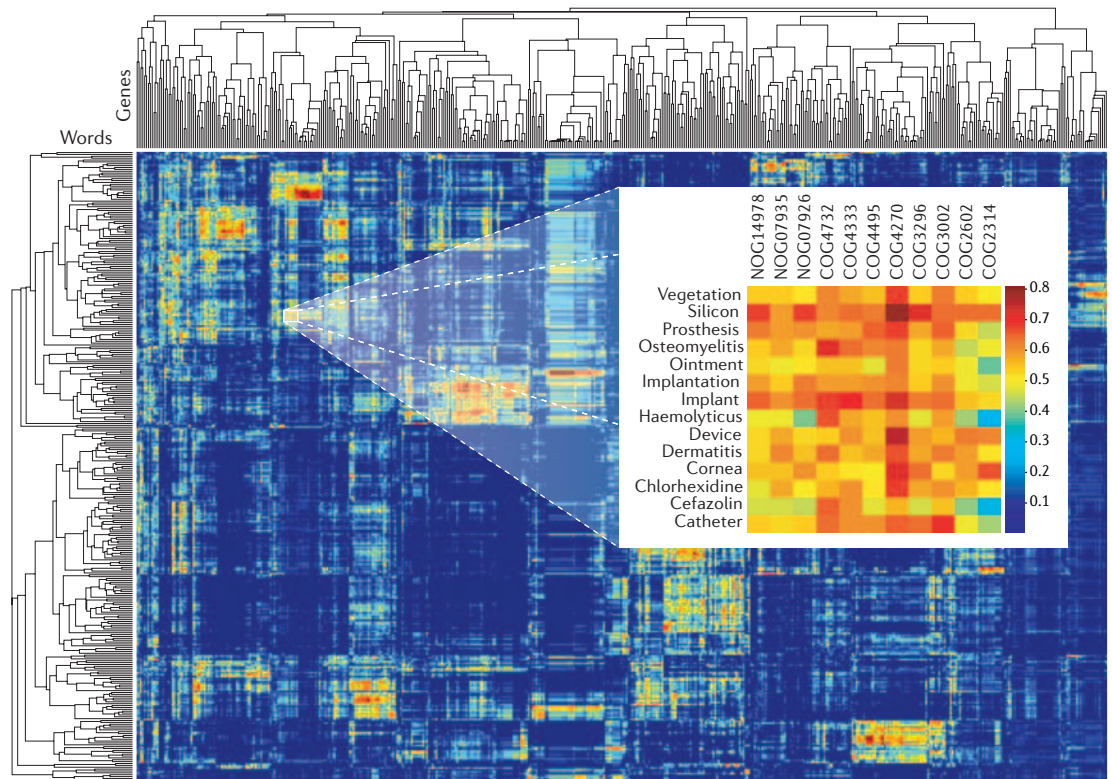 Genes
Words
NOG14978
NOG07935
NOG07926
COG4732
COG4333
COG4495
COG4270
COG3296
COG3002
COG2602
COG2314
Vegetation
Silicon
Prosthesis
Osteomyelitis
Ointment
Implantation
Implant
Haemolyticus
Device
Dermatitis
Cornea
Chlorhexidine
Cefazolin
Catheter
0.8
0.7
0.6
0.5
0.4
0.3
0.2
0.1